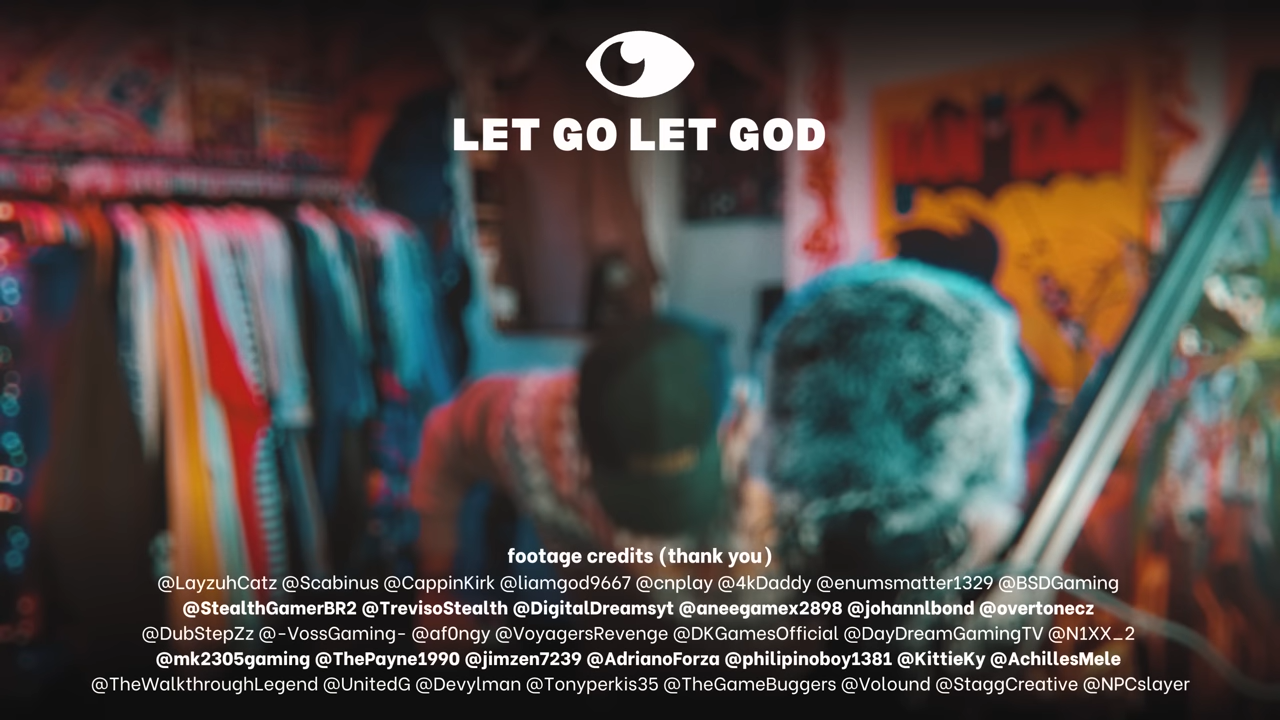 LET GO LET GOD
footage credits (thank you)
@LayzuhCatz @Scabinus @CappinKirk @liamgod9667 @cnplay @4kDaddy @enumsmatter1329 @BSDGaming
@StealthGamerBR2 @TrevisoStealth @DigitalDreamsyt @aneegamex2898 @johannlbond @overtonecz
@DubStepZz @-VossGaming- @af0ngy @VoyagersRevenge @DKGamesOfficial @DayDreamGamingTV @N1XX_2
@mk2305gaming @ThePayne1990 @jimzen7239 @AdrianoForza @philipinoboy1381 @KittieKy @AchillesMele
@TheWalkthroughLegend @UnitedG @Devylman @Tonyperkis35 @TheGameBuggers @Volound @StaggCreative @NPCslayer